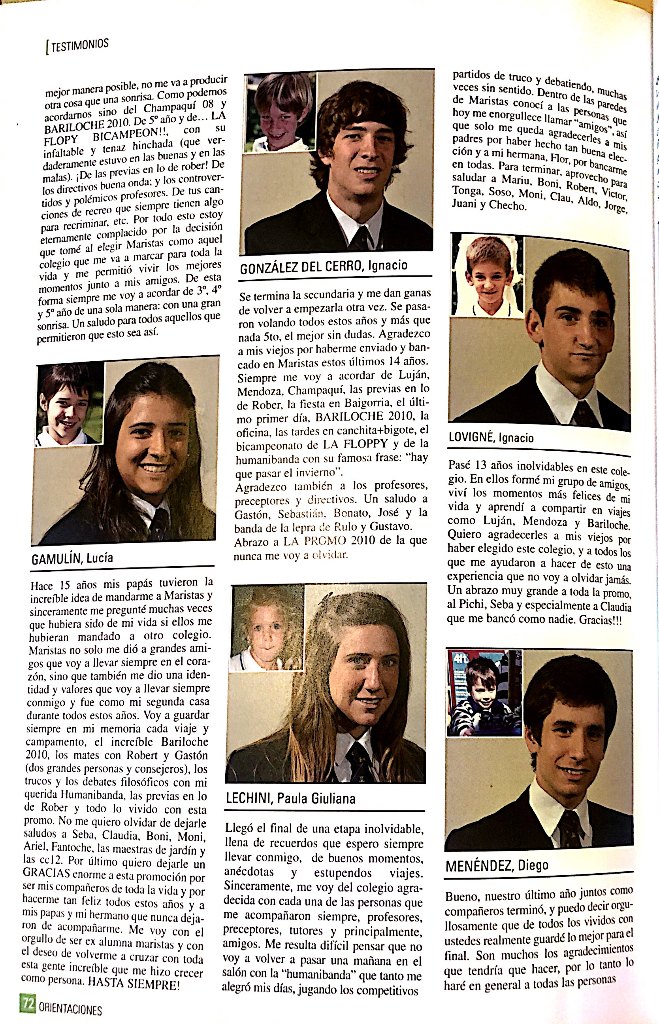 [ TESTIMONIOS
mejor manera posible, no me va a producir
otra cosa que una sonrisa. Como podemos
acordarnos sino del Champaquí 08 y
BARILOCHE 2010. De 5º año y de… LA
FLOPY BICAMPEON!!, con su
infaltable y tenaz hinchada (que ver-
daderamente estuvo en las buenas y en las
malas). ¡De las previas en lo de rober! De
los directivos buena onda; y los controver-
tidos y polémicos profesores. De tus can-
ciones de recreo que siempre tienen algo
para recriminar, etc. Por todo esto estoy
eternamente complacido por la decisión
que tomé al elegir Maristas como aquel
colegio que me va a marcar para toda la
vida y me permitió vivir los mejores
momentos junto a mis amigos. De esta
forma siempre me voy a acordar de 3º, 4º
y 5º año de una sola manera: con una gran
sonrisa. Un saludo para todos aquellos que
permitieron que esto sea así.
GAMULÍN, Lucía
Hace 15 años mis papás tuvieron la
increíble idea de mandarme a Maristas y
sinceramente me pregunté muchas veces
que hubiera sido de mi vida si ellos me
hubieran mandado a otro colegio.
Maristas no solo me dió a grandes ami-
gos que voy a llevar siempre en el cora-
zón, sino que también me dio una iden-
tidad y valores que voy a llevar siempre
conmigo y fue como mi segunda casa
durante todos estos años. Voy a guardar
siempre en mi memoria cada viaje y
campamento, el increíble Bariloche
2010, los mates con Robert y Gastón
(dos grandes personas y consejeros), los
trucos y los debates filosóficos con mi
querida Humanibanda, las previas en lo
de Rober y todo lo vivido con esta
promo. No me quiero olvidar de dejarle
saludos a Seba, Claudia, Boni, Moni,
Ariel, Fantoche, las maestras de jardín y
las cc12. Por último quiero dejarle un
GRACIAS enorme a esta promoción por
ser mis compañeros de toda la vida y por
hacerme tan feliz todos estos años y a
mis papas y mi hermano que nunca deja-
ron de acompañarme. Me voy con el
orgullo de ser ex alumna maristas y con
el deseo de volverme a cruzar con toda
esta gente increíble que me hizo crecer
como persona. HASTA SIEMPRE!
GONZÁLEZ DEL CERRO, Ignacio
Se termina la secundaria y me dan ganas
de volver a empezarla otra vez. Se pasa-
ron volando todos estos años y más que
nada 5to, el mejor sin dudas. Agradezco
a mis viejos por haberme enviado y ban-
cado en Maristas estos últimos 14 años.
Siempre me voy a acordar de Luján,
Mendoza, Champaquí, las previas en lo
de Rober, la fiesta en Baigorria, el últi-
mo primer día, BARILOCHE 2010, la
oficina, las tardes en canchita+bigote, el
bicampeonato de LA FLOPPY y de la
humanibanda con su famosa frase: "hay
que pasar el invierno".
Agradezco también a los profesores,
preceptores y directivos. Un saludo a
Gastón, Sebastián, Bonato, José y la
banda de la lepra de Rulo y Gustavo.
Abrazo a LA PROMO 2010 de la que
nunca me voy a olvidar.
LECHINI, Paula Giuliana
Llegó el final de una etapa inolvidable,
llena de recuerdos que espero siempre
llevar conmigo, de buenos momentos,
anécdotas y estupendos viajes.
Sinceramente, me voy del colegio agra-
decida con cada una de las personas que
me acompañaron siempre, profesores,
preceptores, tutores y principalmente,
amigos. Me resulta difícil pensar que no
voy a volver a pasar una mañana en el
salón con la "humanibanda" que tanto me
alegró mis días, jugando los competitivos
partidos de truco y debatiendo, muchas
veces sin sentido. Dentro de las paredes
de Maristas conocí a las personas que
hoy me enorgullece llamar "amigos", así
que solo me queda agradecerles a mis
padres por haber hecho tan buena elec-
ción y a mi hermana, Flor, por bancarme
en todas. Para terminar, aprovecho para
saludar a Mariu, Boni, Robert, Victor,
Tonga, Soso, Moni, Clau, Aldo, Jorge,
Juani y Checho.
LOVIGNÉ, Ignacio
Pasé 13 años inolvidables en este cole-
gio. En ellos formé mi grupo de amigos,
viví los momentos más felices de mi
vida y aprendí a compartir en viajes
como Luján, Mendoza y Bariloche.
Quiero agradecerles a mis viejos por
haber elegido este colegio, y a todos los
que me ayudaron a hacer de esto una
experiencia que no voy a olvidar jamás.
Un abrazo muy grande a toda la promo,
al Pichi, Seba y especialmente a Claudia
que me bancó como nadie. Gracias!!!
MENÉNDEZ, Diego
Bueno, nuestro último año juntos como
compañeros terminó, y puedo decir orgu-
llosamente que de todos los vividos con
ustedes realmente guardé lo mejor para el
final. Son muchos los agradecimientos
que tendría que hacer, por lo tanto lo
haré en general a todas las personas
72 ORIENTACIONES